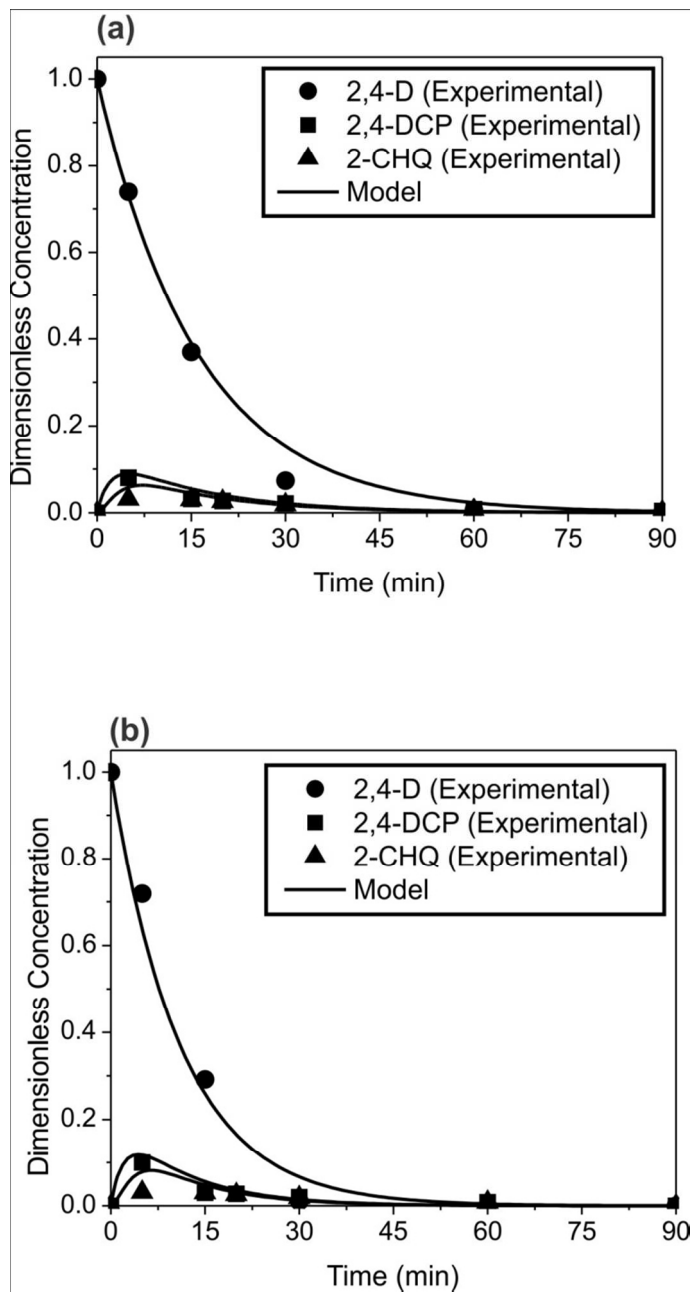 (a)
1.0
0.8
0.6
0.4
0.2
0.0
Dimensionless Concentration
2,4-D (Experimental)
2,4-DCP (Experimental)
2-CHQ (Experimental)
Model
0 15 30 45 60 75 90
Time (min)
(b)
1.0
0.8
0.6
0.4
0.2
0.0
Dimensionless Concentration
2,4-D (Experimental)
2,4-DCP (Experimental)
2-CHQ (Experimental)
Model
0 15 30 45 60 75 90
Time (min)